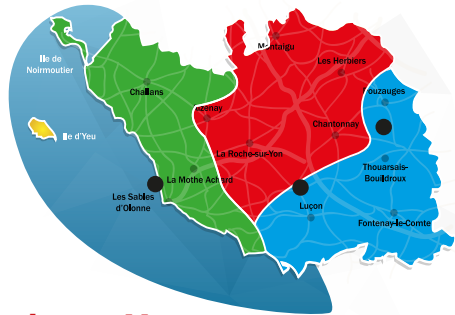 Montaigu
Ile de
Noirmoutier
Les Herbiers
Challans
Pouzauges
Aizenay
Chantonnay
Ile d'Yeu
La Roche-sur-Yon
Thouarsais-
Bouildroux
La Mothe Achard
Les Sables
d'Olonne
Luçon
Fontenay-le-Comte